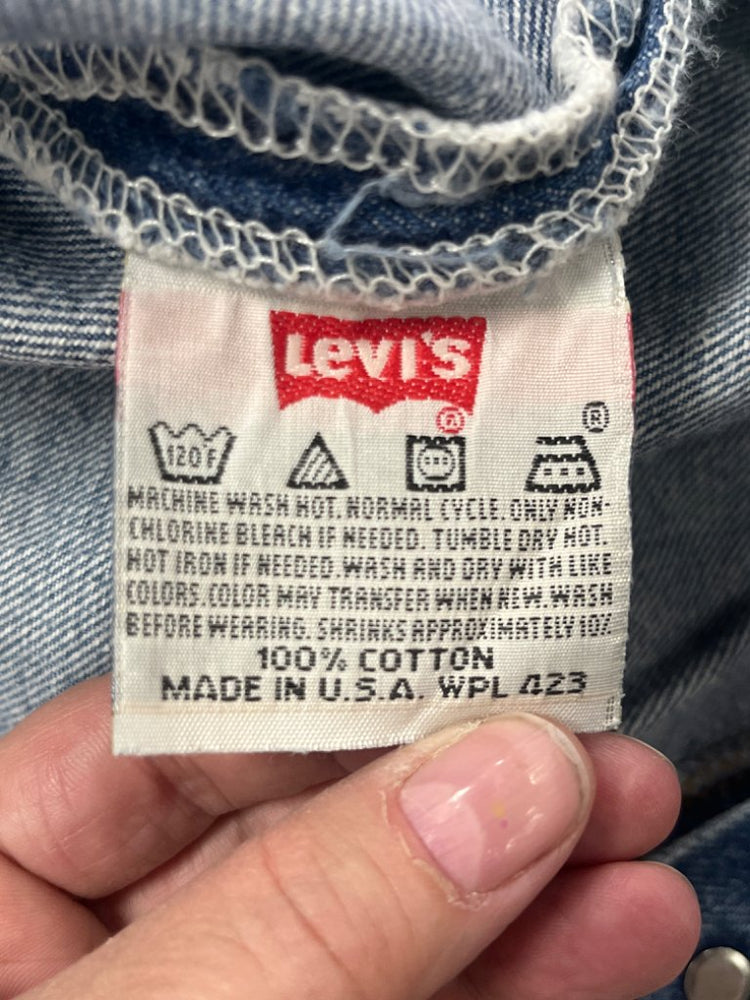 Levi's
®
®
120°F
MACHINE WASH HOT. NORMAL CYCLE. ONLY NON-
CHLORINE BLEACH IF NEEDED. TUMBLE DRY HOT.
HOT IRON IF NEEDED. WASH AND DRY WITH LIKE
COLORS. COLOR MAY TRANSFER WHEN NEW. WASH
BEFORE WEARING. SHRINKS APPROXIMATELY 10%
100% COTTON
MADE IN U.S.A. WPL 423